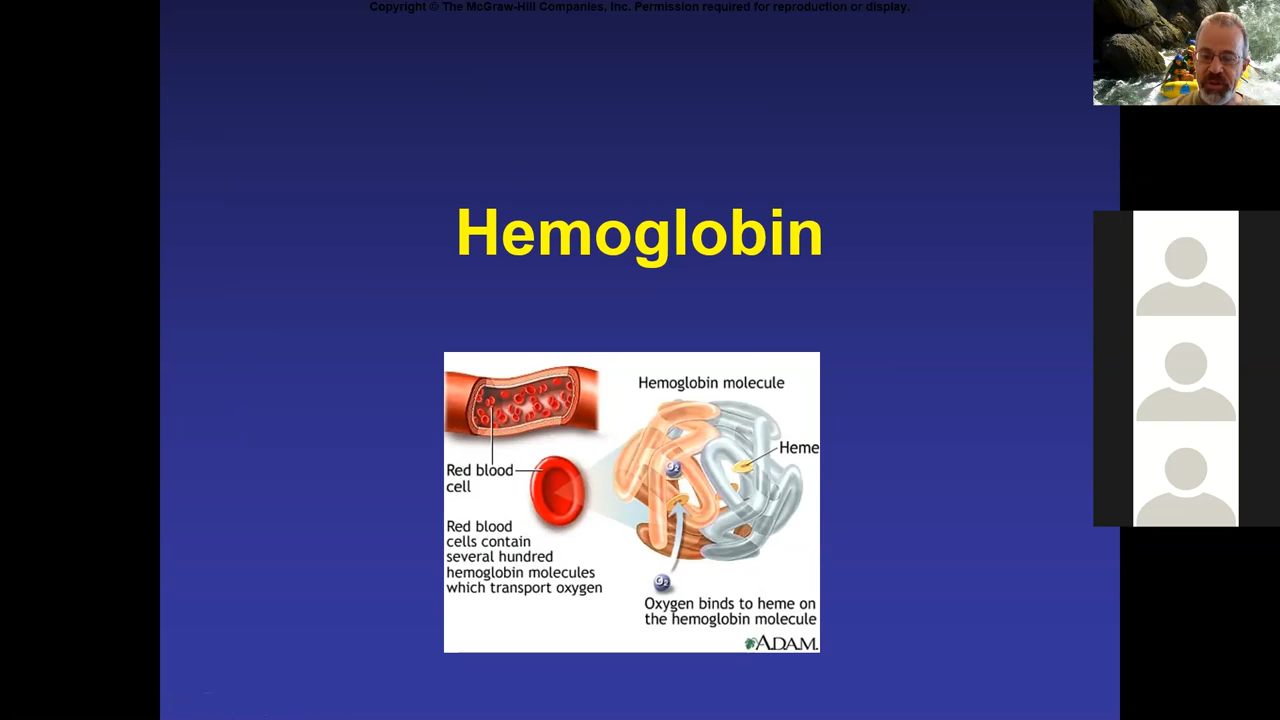 Copyright © The McGraw-Hill Companies, Inc. Permission required for reproduction or display.
Hemoglobin
Hemoglobin molecule
Heme
O2
Red blood
cell
Red blood
cells contain
several hundred
hemoglobin molecules
which transport oxygen
O2
Oxygen binds to heme on
the hemoglobin molecule
A.D.A.M.